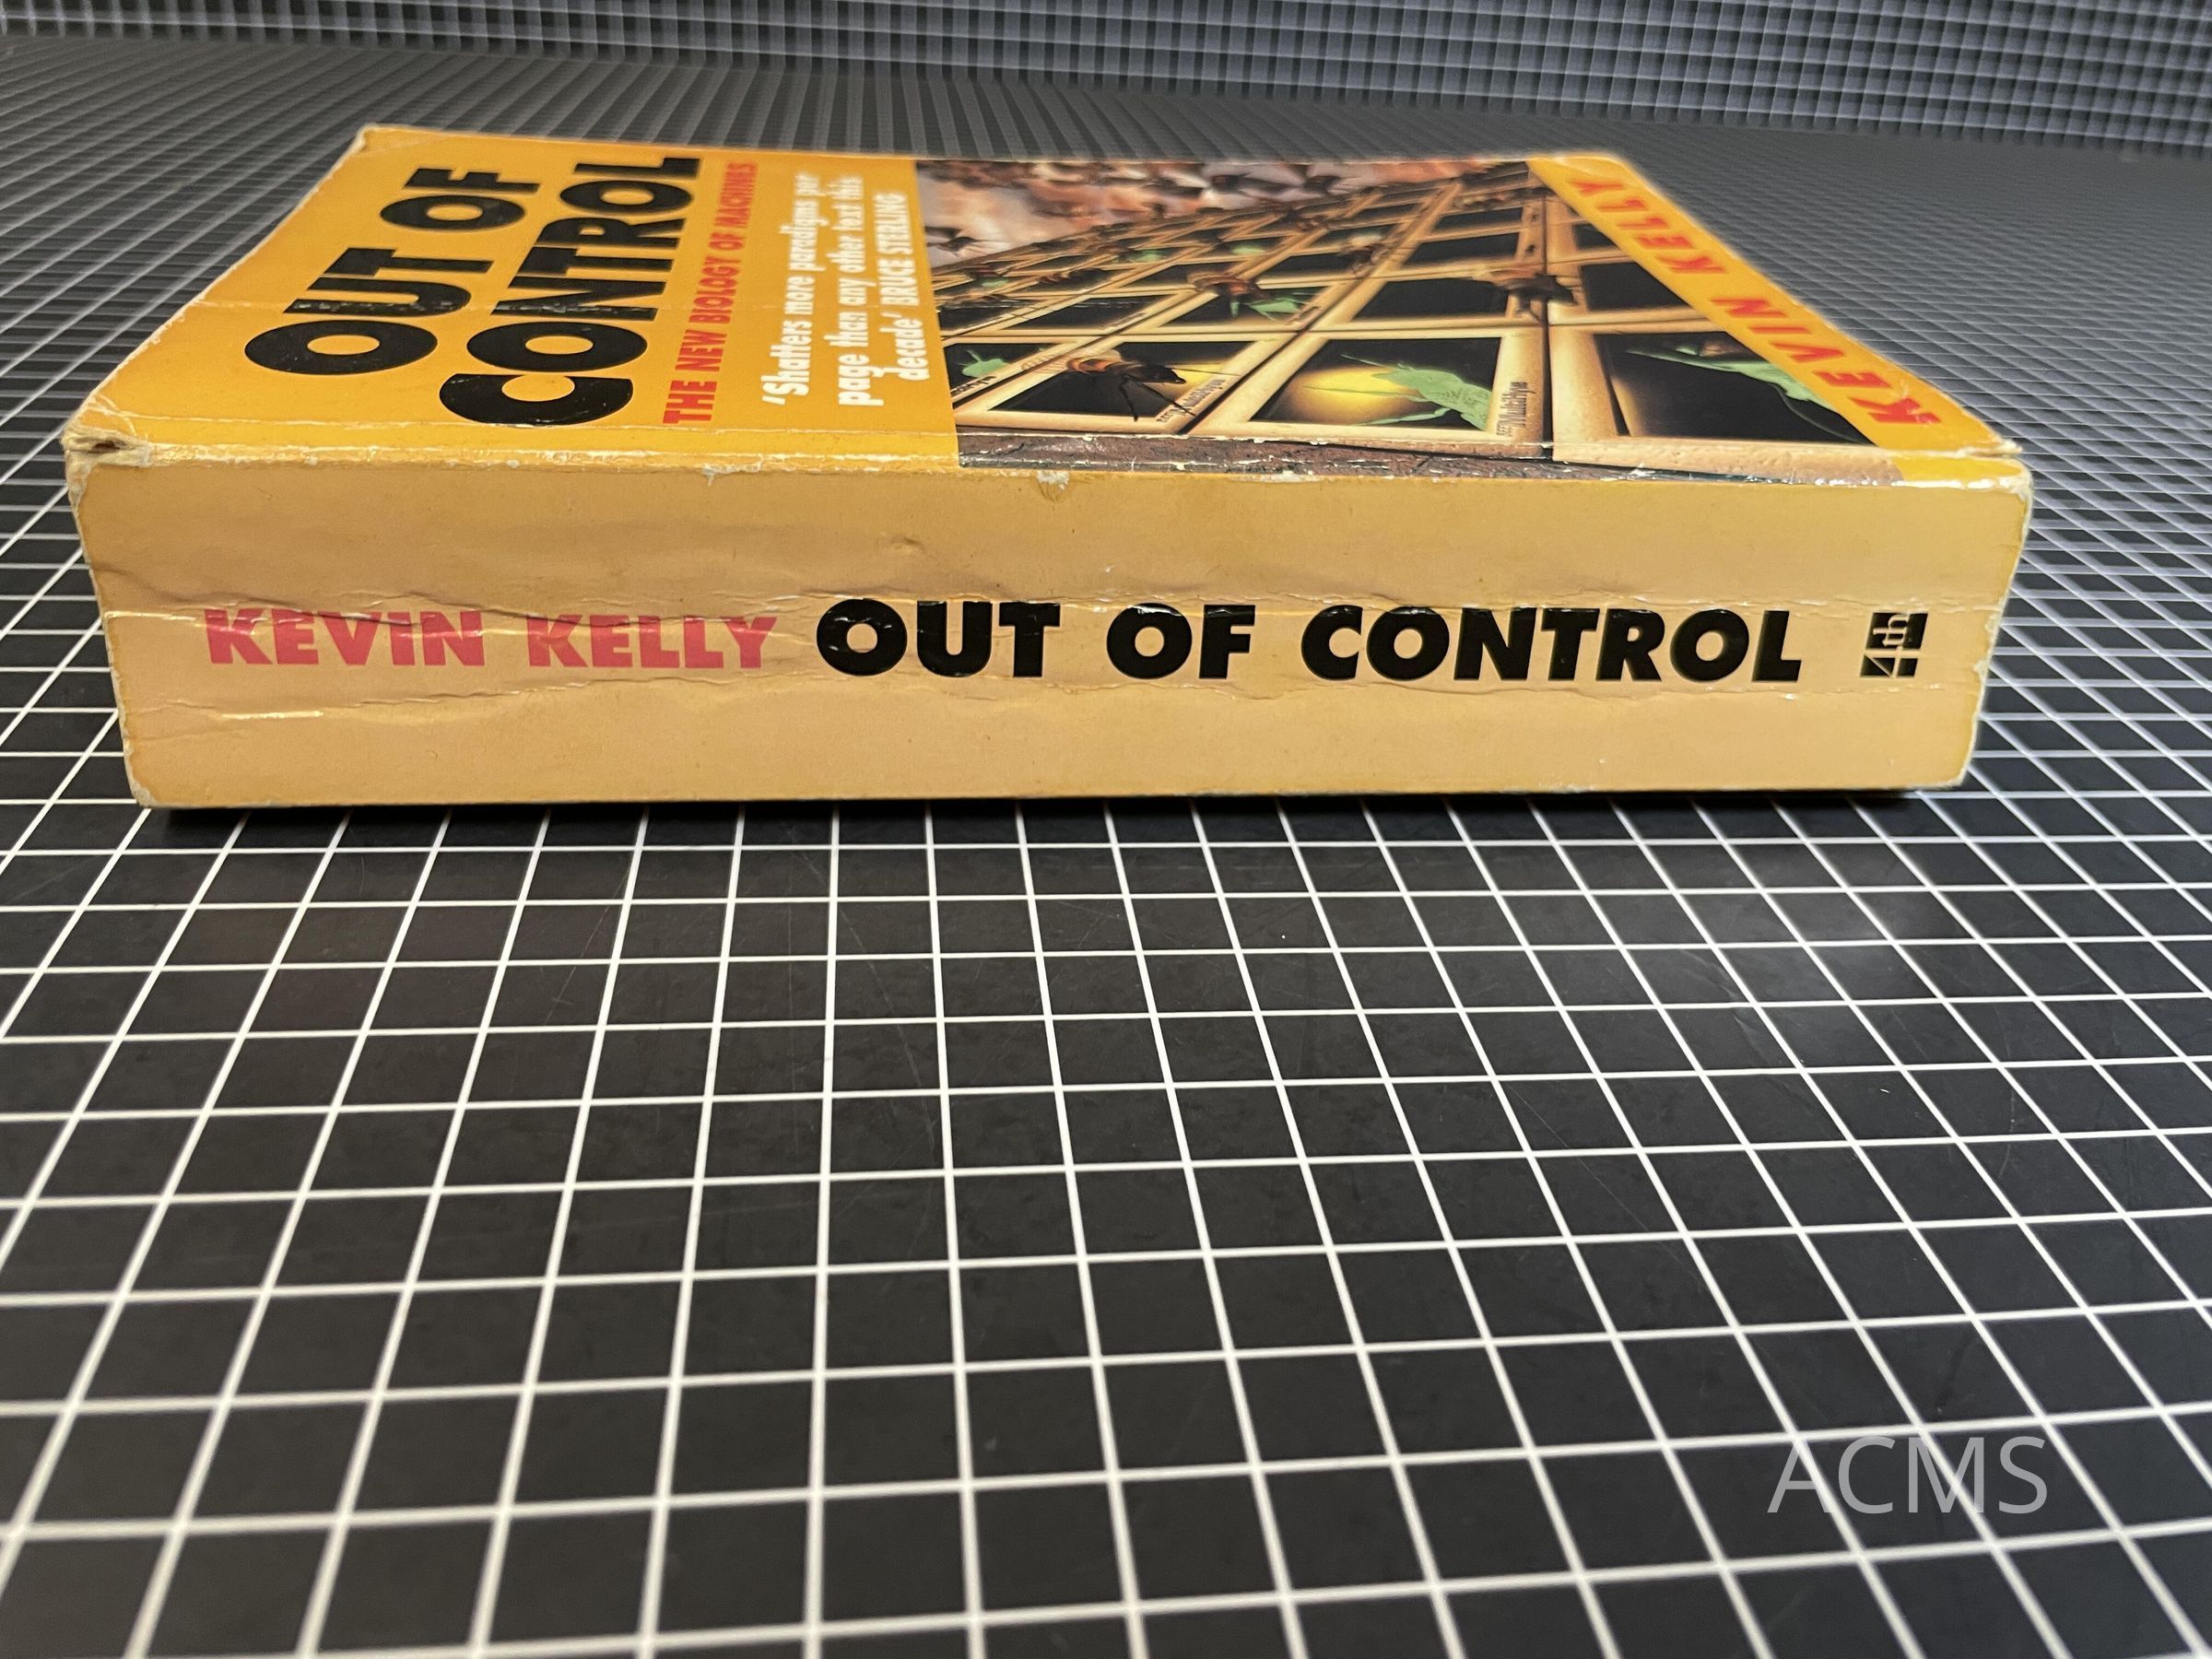 OUT OF
CONTROL
THE NEW BIOLOGY OF MACHINES
'Shatters more paradigms per
page than any other text this
decade' BRUCE STERLING
KEVIN KELLY
KEVIN KELLY OUT OF CONTROL 4th
ACMS